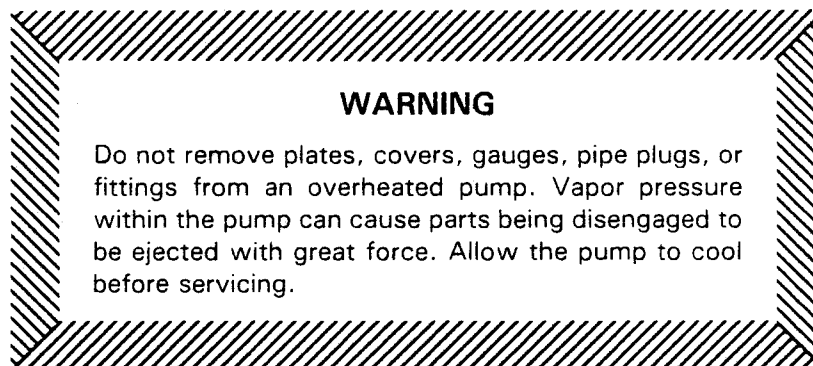 WARNING
Do not remove plates, covers, gauges, pipe plugs, or
fittings from an overheated pump. Vapor pressure
within the pump can cause parts being disengaged to
be ejected with great force. Allow the pump to cool
before servicing.